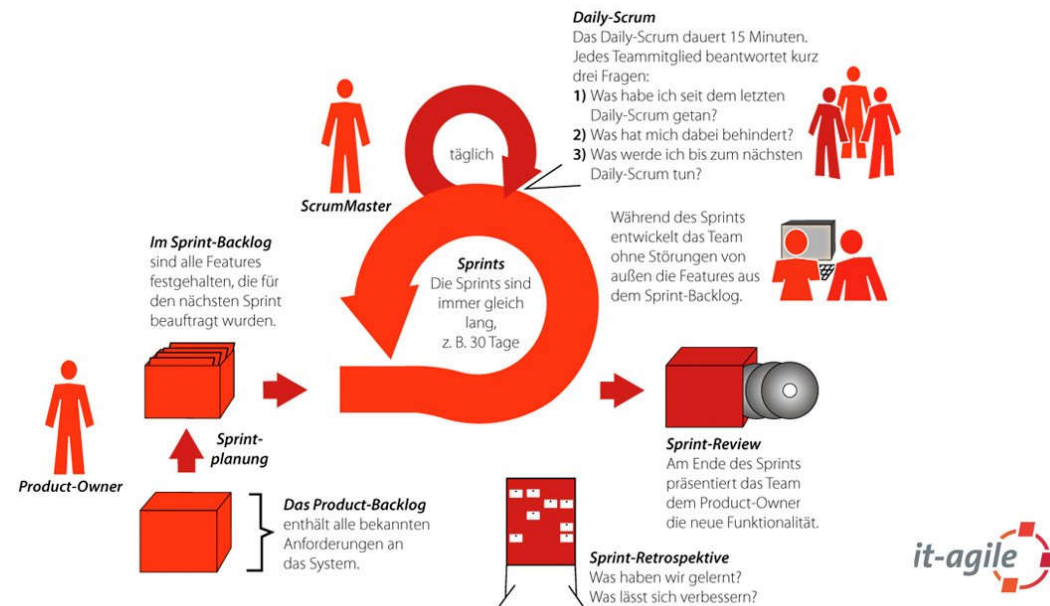 Daily-Scrum
Das Daily-Scrum dauert 15 Minuten.
Jedes Teammitglied beantwortet kurz
drei Fragen:
1) Was habe ich seit dem letzten
Daily-Scrum getan?
2) Was hat mich dabei behindert?
3) Was werde ich bis zum nächsten
Daily-Scrum tun?
täglich
ScrumMaster
Im Sprint-Backlog
sind alle Features
festgehalten, die für
den nächsten Sprint
beauftragt wurden.
Sprints
Die Sprints sind
immer gleich
lang,
z. B. 30 Tage
Während des Sprints
entwickelt das Team
ohne Störungen von
außen die Features aus
dem Sprint-Backlog.
Product-Owner
Sprint-
planung
Das Product-Backlog
enthält alle bekannten
Anforderungen an
das System.
Sprint-Review
Am Ende des Sprints
präsentiert das Team
dem Product-Owner
die neue Funktionalität.
Sprint-Retrospektive
Was haben wir gelernt?
Was lässt sich verbessern?
it-agile